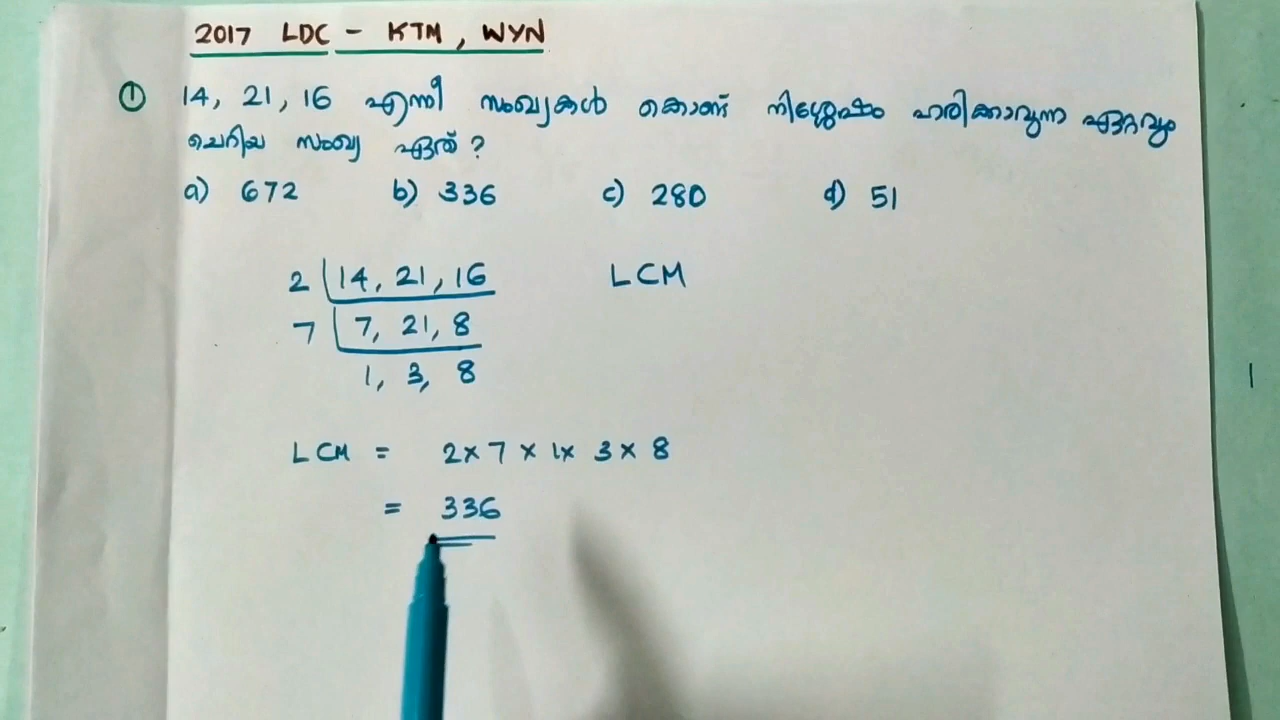 2017 LDC - KTM, WYN
① 14, 21, 16 എന്നീ സംഖ്യകൾ കൊണ്ട് നിശ്ശേഷം ഹരിക്കാവുന്ന ഏറ്റവും
ചെറിയ സംഖ്യ ഏത് ?
a) 672 b) 336 c) 280 d) 51
2 14, 21, 16 LCM
7 7, 21, 8
1, 3, 8
LCM = 2 × 7 × 1 × 3 × 8
= 336